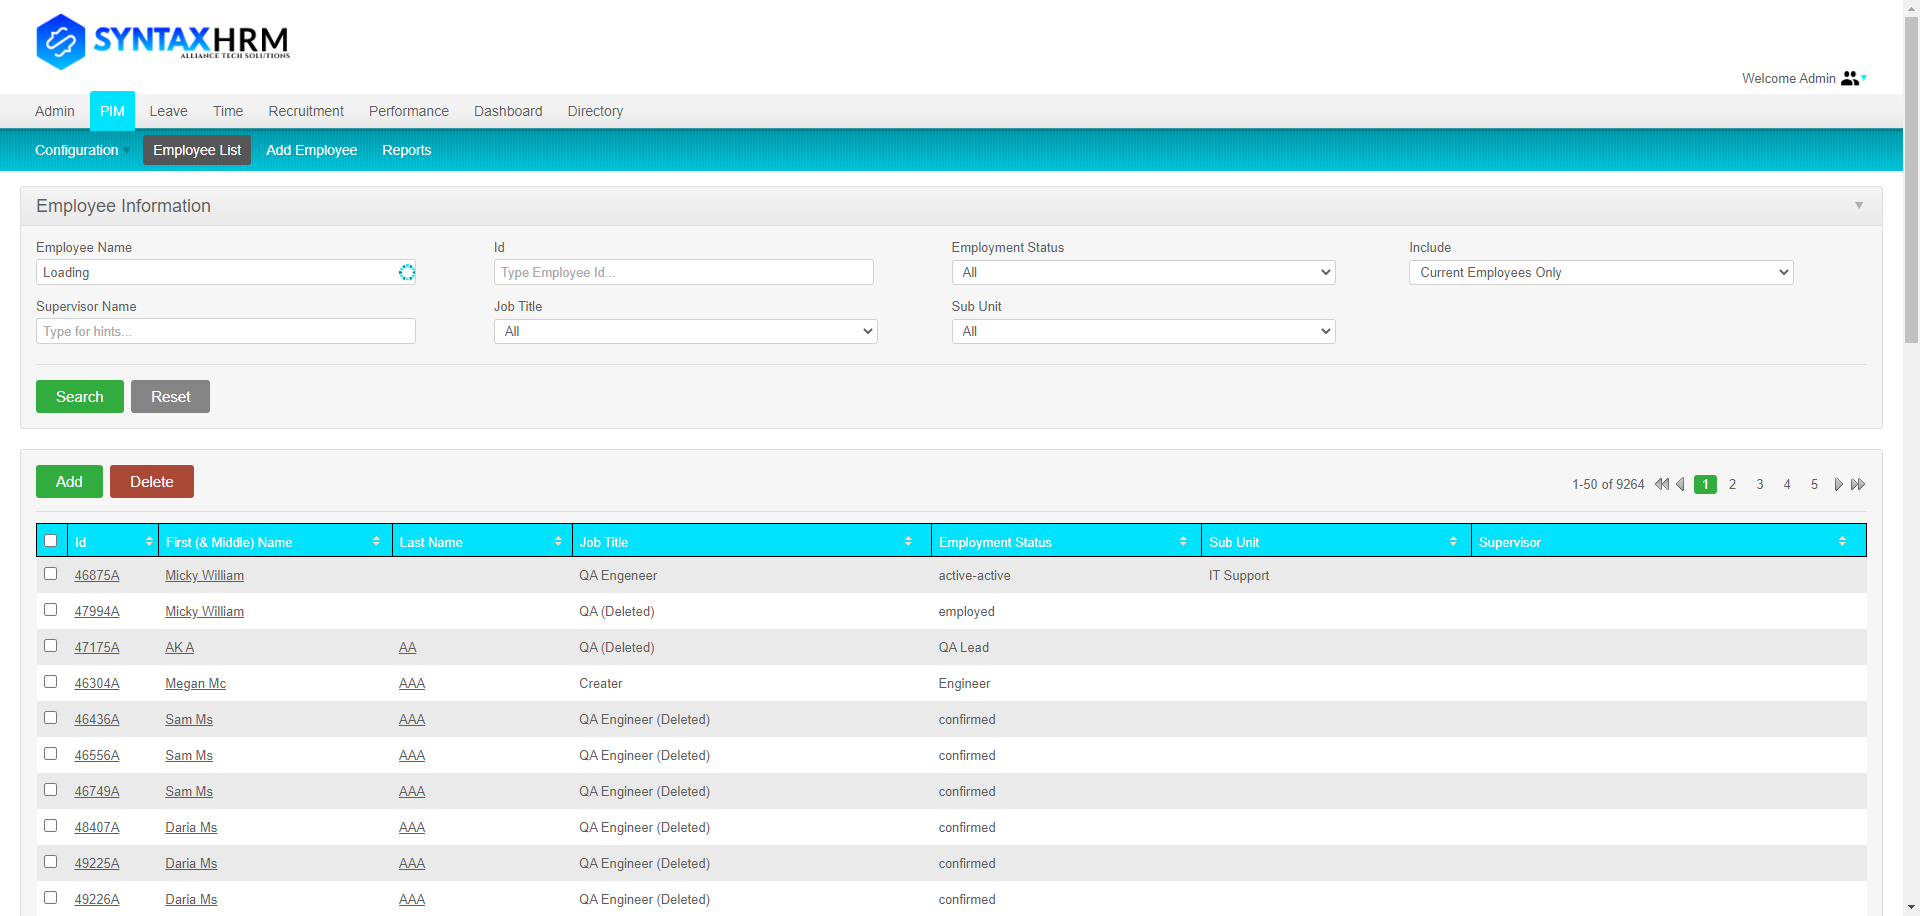 SYNTAXHRM
ALLIANCE TECH SOLUTIONS
Welcome Admin
Admin PIM Leave Time Recruitment Performance Dashboard Directory
Configuration Employee List Add Employee Reports
Employee Information
Employee Name Id Employment Status Include
Loading Type Employee Id... All Current Employees Only
Supervisor Name Job Title Sub Unit
Type for hints... All All
Search Reset
Add Delete 1-50 of 9264 1 2 3 4 5
Id First (& Middle) Name Last Name Job Title Employment Status Sub Unit Supervisor
46875A Micky William QA Engeneer active-active IT Support
47994A Micky William QA (Deleted) employed
47175A AK A AA QA (Deleted) QA Lead
46304A Megan Mc AAA Creater Engineer
46436A Sam Ms AAA QA Engineer (Deleted) confirmed
46556A Sam Ms AAA QA Engineer (Deleted) confirmed
46749A Sam Ms AAA QA Engineer (Deleted) confirmed
48407A Daria Ms AAA QA Engineer (Deleted) confirmed
49225A Daria Ms AAA QA Engineer (Deleted) confirmed
49226A Daria Ms AAA QA Engineer (Deleted) confirmed